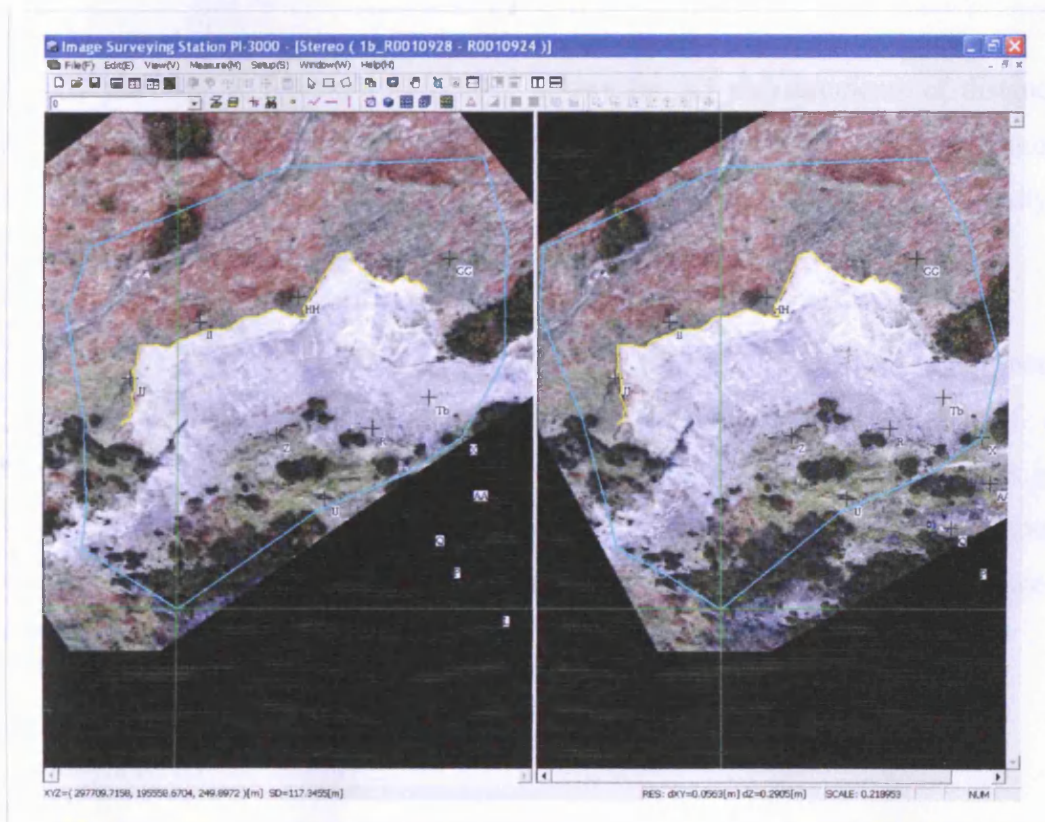 Image Surveying Station PI-3000 - [Stereo ( 1b_R0010928 - R0010924 )]
File(F) Edit(E) View(V) Measure(M) Setup(S) Window(W) Help(H)
0
GG
HH
II
JJ
Tb
R
Z
X
AA
U
GG
HH
II
Tb
R
Z
X
U
XYZ=( 297709.7158, 195558.6704, 249.8972 )[m] SD=117.3455[m]
RES: dXY=0.0563[m] dZ=0.2905[m] SCALE: 0.218953 NUM